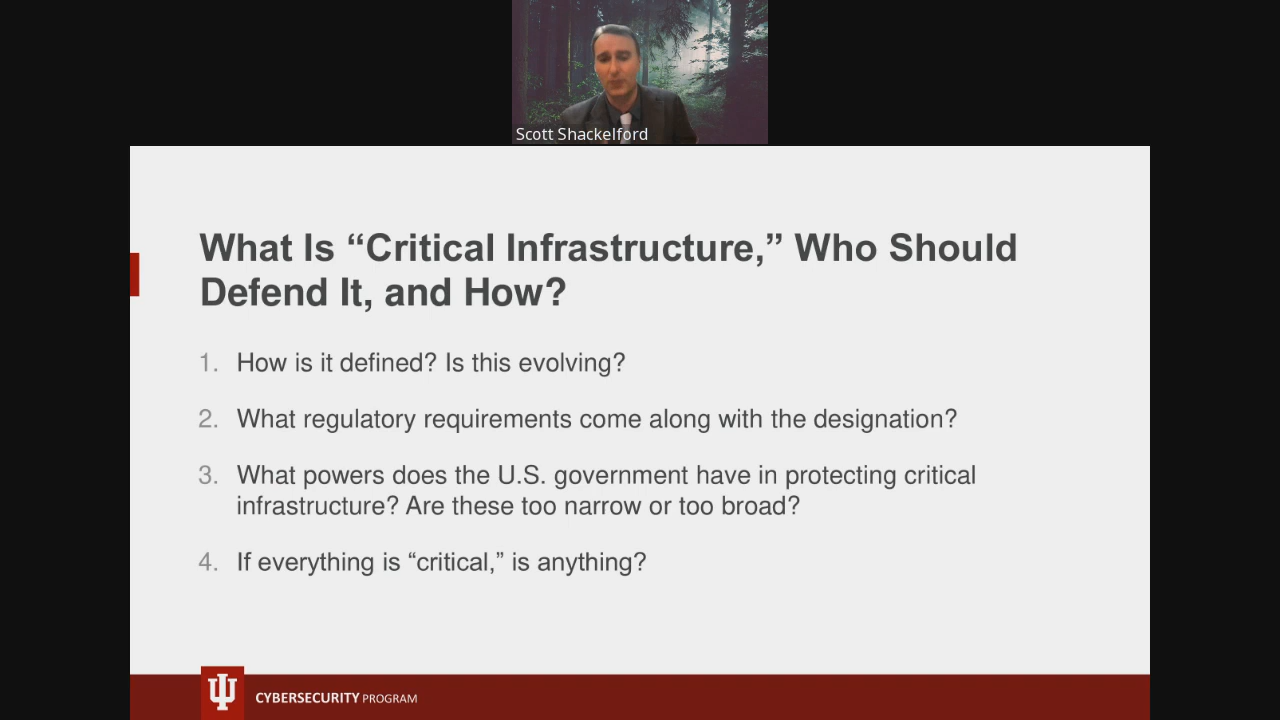 Scott Shackelford
What Is “Critical Infrastructure,” Who Should
Defend It, and How?
1. How is it defined? Is this evolving?
2. What regulatory requirements come along with the designation?
3. What powers does the U.S. government have in protecting critical
infrastructure? Are these too narrow or too broad?
4. If everything is “critical,” is anything?
CYBERSECURITY PROGRAM